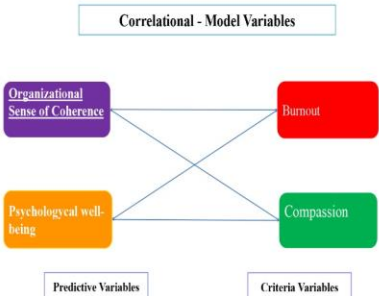 Correlational - Model Variables
Organizational
Sense of Coherence
Burnout
Psychologycal well-
being
Compassion
Predictive Variables
Criteria Variables